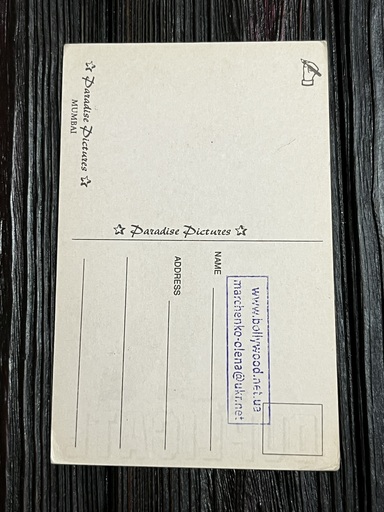 ☆ Paradise Pictures ☆
MUMBAI
☆ Paradise Pictures ☆
NAME
ADDRESS
www.bollywood.net.ua
marchenko-olena@ukr.net